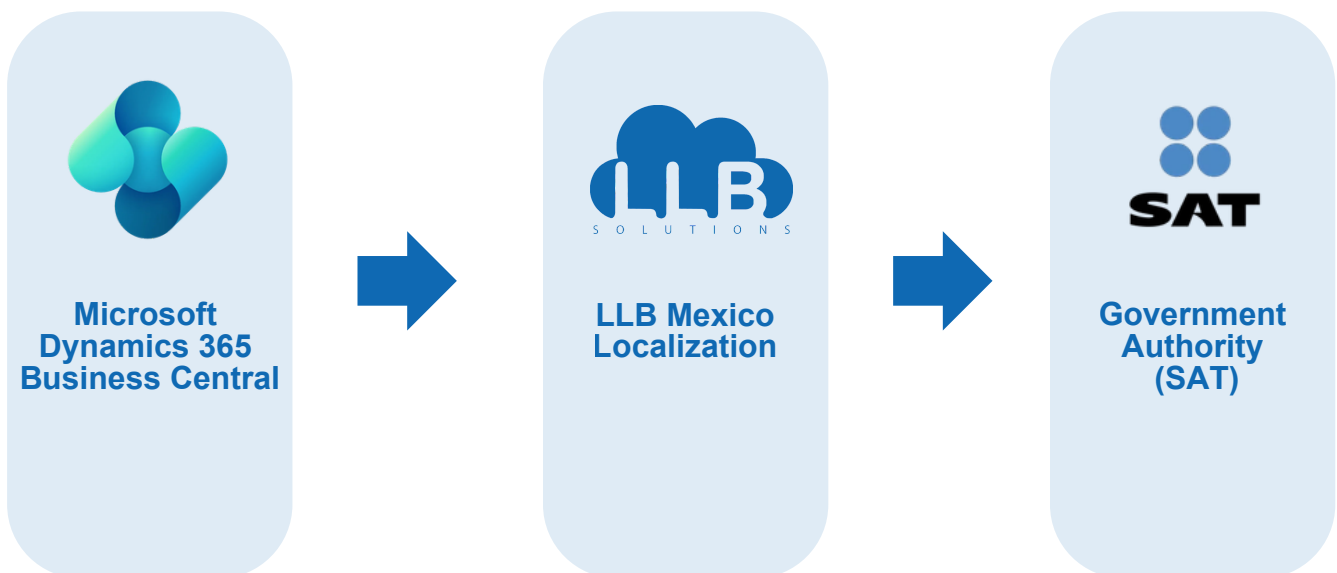 Microsoft
Dynamics 365
Business Central
LLB
SOLUTIONS
LLB Mexico
Localization
SAT
Government
Authority
(SAT)